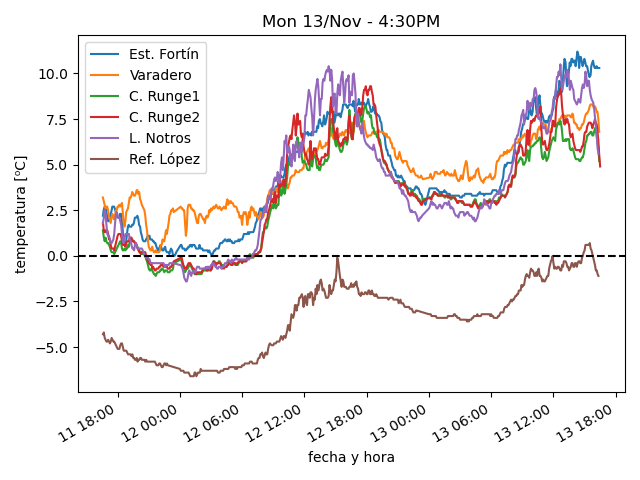 Mon 13/Nov - 4:30PM
Est. Fortín
Varadero
C. Runge1
C. Runge2
L. Notros
Ref. López
temperatura [ºC]
10.0
7.5
5.0
2.5
0.0
−2.5
−5.0
11 18:00
12 00:00
12 06:00
12 12:00
12 18:00
13 00:00
13 06:00
13 12:00
13 18:00
fecha y hora